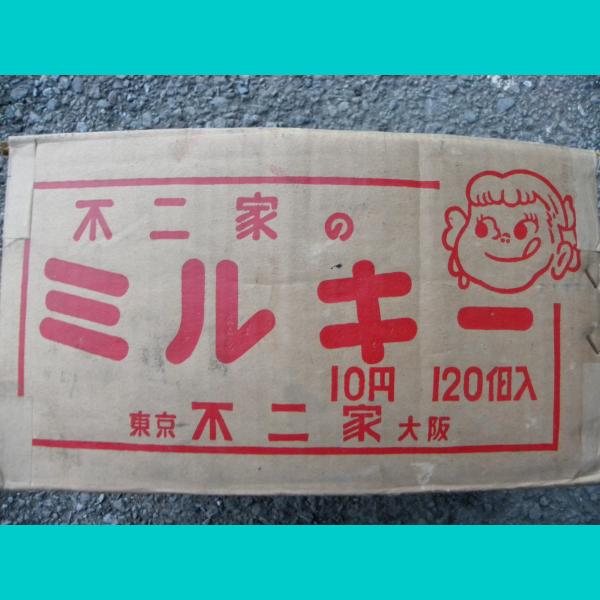 不二家の
ミルキー
10円 120個入
東京 不二家 大阪